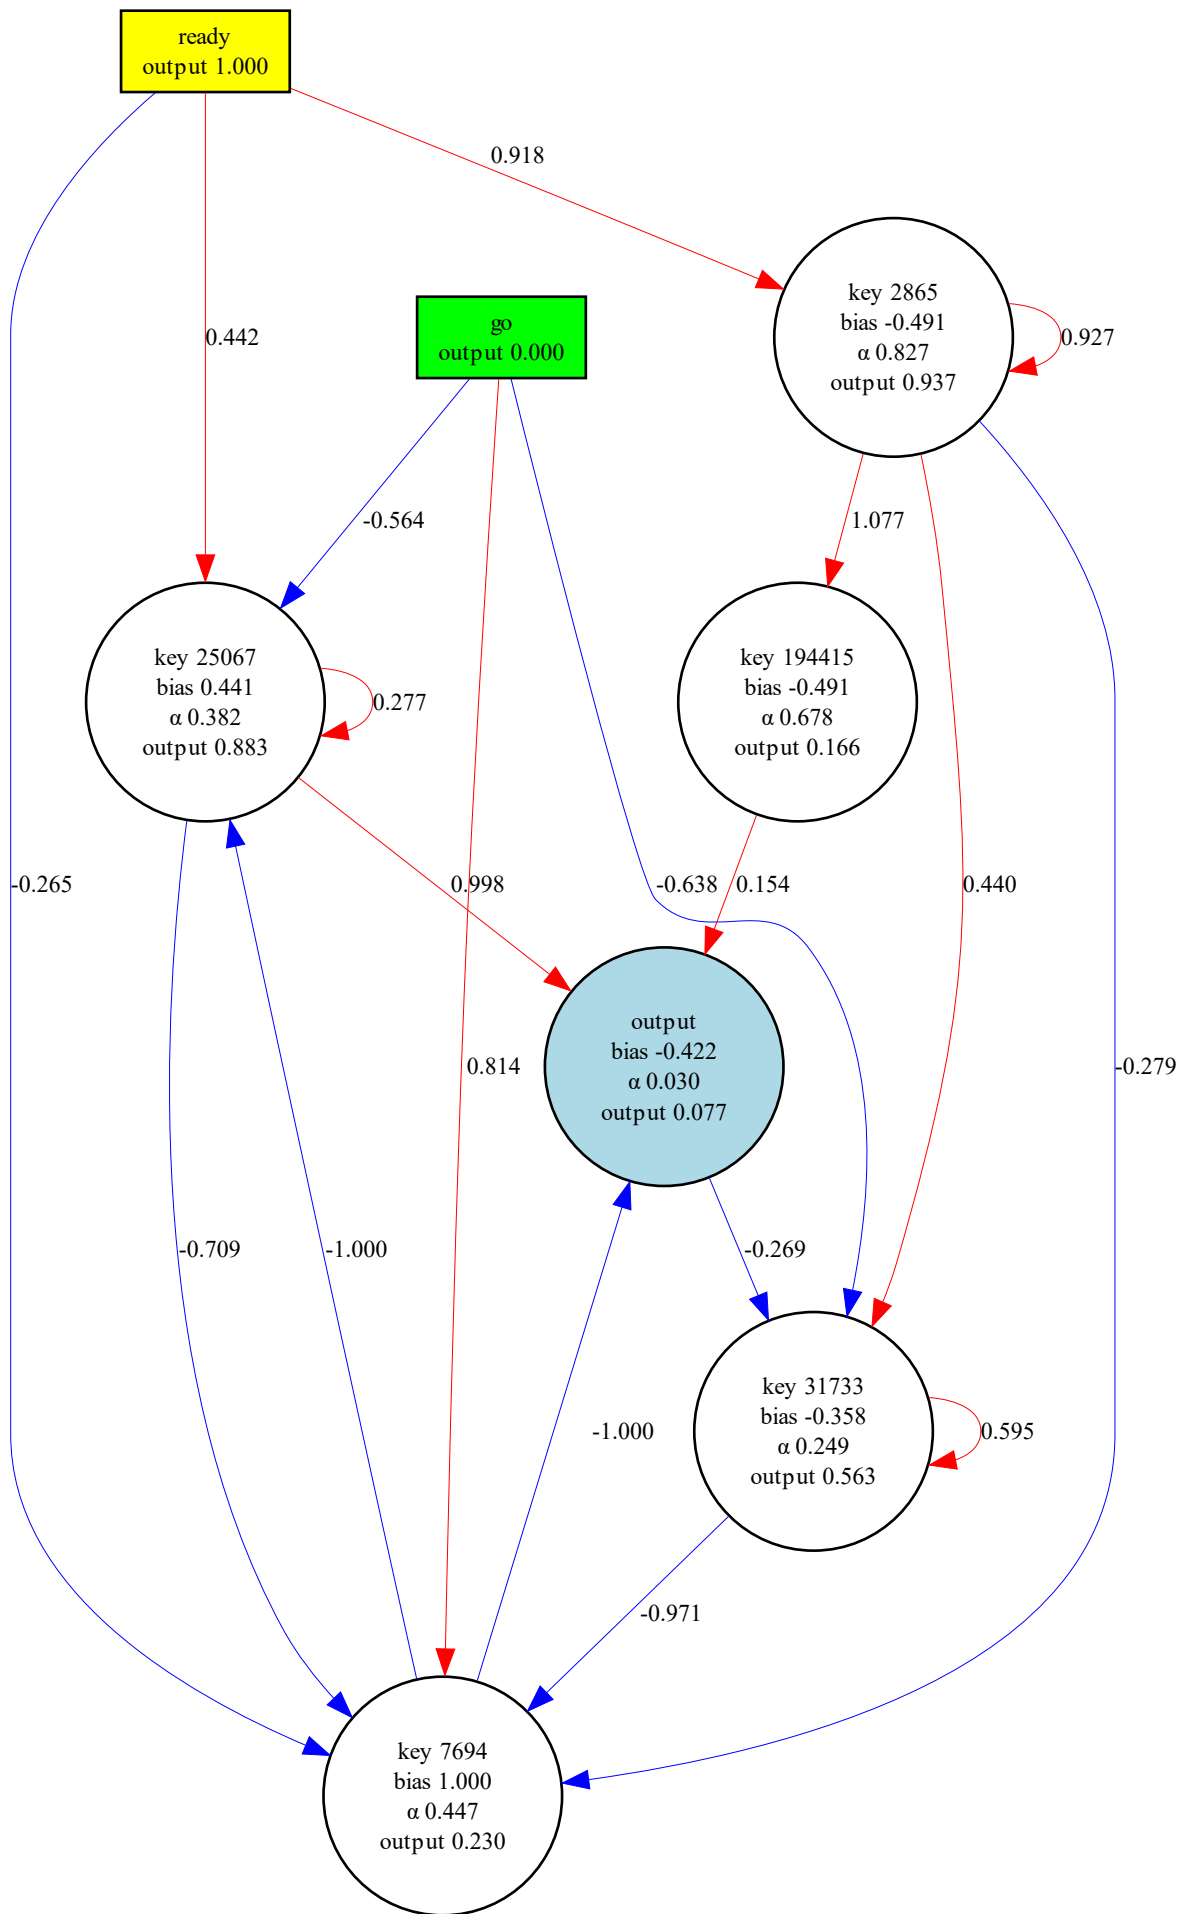 ready
output 1.000
0.918
key 2865
bias -0.491
α 0.827
output 0.937
0.927
go
output 0.000
0.442
-0.564
1.077
key 25067
bias 0.441
α 0.382
output 0.883
0.277
key 194415
bias -0.491
α 0.678
output 0.166
-0.265
0.998
-0.638
0.154
0.440
output
bias -0.422
α 0.030
output 0.077
0.814
-0.279
-0.709
-1.000
-0.269
key 31733
bias -0.358
α 0.249
output 0.563
0.595
-1.000
-0.971
key 7694
bias 1.000
α 0.447
output 0.230